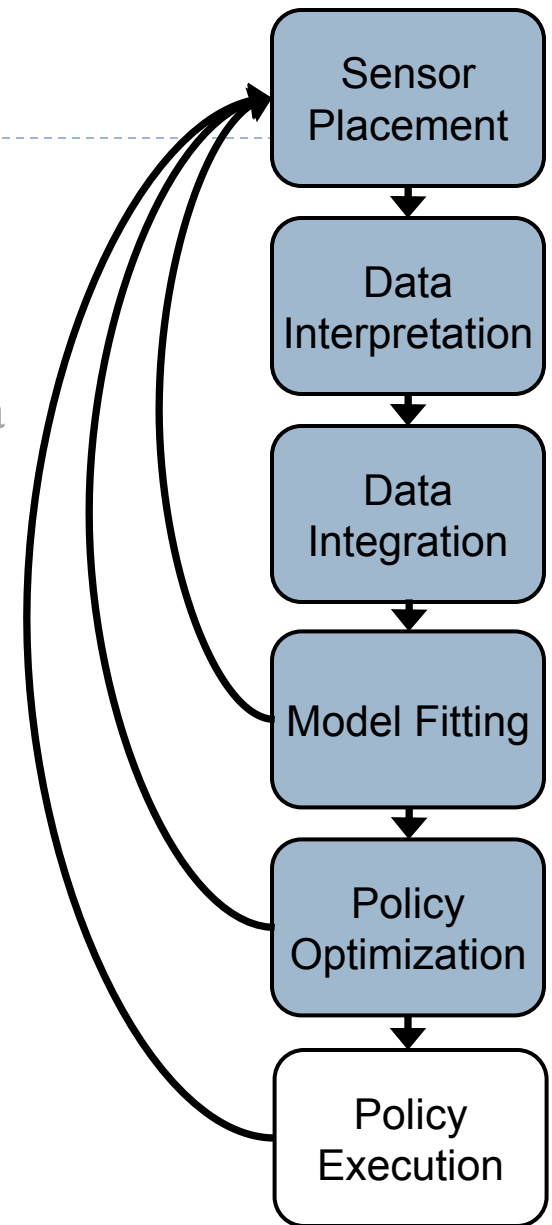 Sensor
Placement
Data
Interpretation
Data
Integration
Model Fitting
Policy
Optimization
Policy
Execution